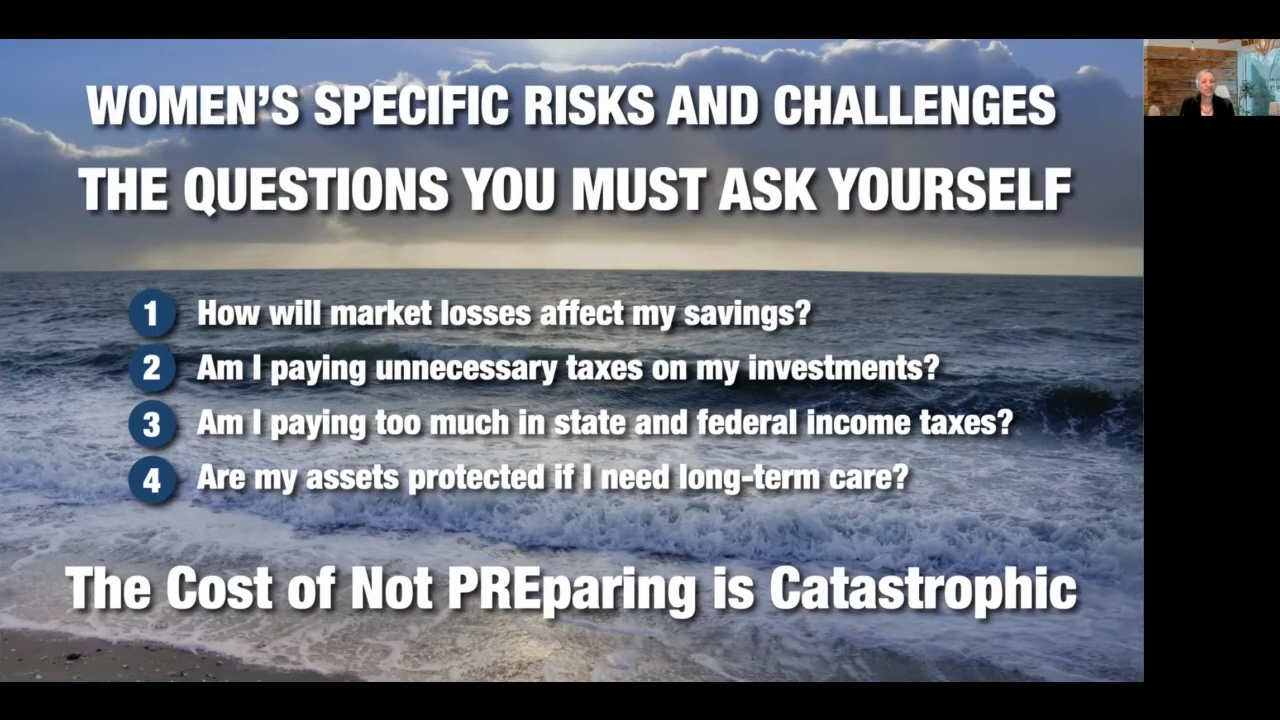 WOMEN'S SPECIFIC RISKS AND CHALLENGES
THE QUESTIONS YOU MUST ASK YOURSELF
1 How will market losses affect my savings?
2 Am I paying unnecessary taxes on my investments?
3 Am I paying too much in state and federal income taxes?
4 Are my assets protected if I need long-term care?
The Cost of Not PREparing is Catastrophic